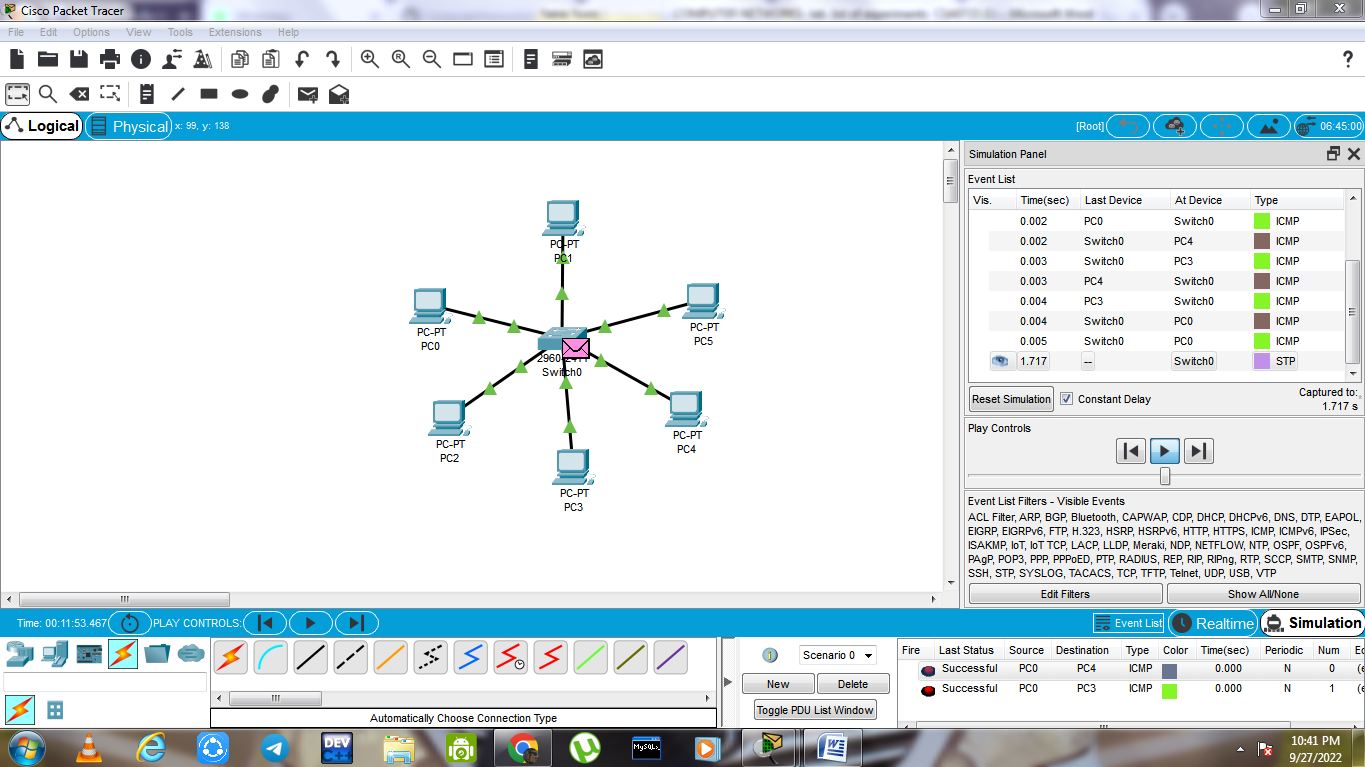 Cisco Packet Tracer
File Edit Options View Tools Extensions Help
?
Logical Physical x: 99, y: 138 [Root] 06:45:00
Simulation Panel
Event List
Vis. Time(sec) Last Device At Device Type
0.002 PC0 Switch0 ICMP
0.002 Switch0 PC4 ICMP
0.003 Switch0 PC3 ICMP
0.003 PC4 Switch0 ICMP
0.004 PC3 Switch0 ICMP
0.004 Switch0 PC0 ICMP
0.005 Switch0 PC0 ICMP
1.717 -- Switch0 STP
Reset Simulation Constant Delay Captured to:
1.717 s
Play Controls
Event List Filters - Visible Events
ACL Filter, ARP, BGP, Bluetooth, CAPWAP, CDP, DHCP, DHCPv6, DNS, DTP, EAPOL,
EIGRP, EIGRPv6, FTP, H.323, HSRP, HSRPv6, HTTP, HTTPS, ICMP, ICMPv6, IPSec,
ISAKMP, IoT, IoT TCP, LACP, LLDP, Meraki, NDP, NETFLOW, NTP, OSPF, OSPFv6,
PAgP, POP3, PPP, PPPoED, PTP, RADIUS, REP, RIP, RIPng, RTP, SCCP, SMTP, SNMP,
SSH, STP, SYSLOG, TACACS, TCP, TFTP, Telnet, UDP, USB, VTP
Edit Filters Show All/None
PC-PT
PC1
PC-PT
PC0
PC-PT
PC5
Switch0
PC-PT
PC2
PC-PT
PC4
PC-PT
PC3
Time: 00:11:53.467 PLAY CONTROLS: Event List Realtime Simulation
Automatically Choose Connection Type
Scenario 0
New Delete
Toggle PDU List Window
Fire Last Status Source Destination Type Color Time(sec) Periodic Num
Successful PC0 PC4 ICMP 0.000 N 0
Successful PC0 PC3 ICMP 0.000 N 1
DEV
C++
MySQL
10:41 PM
9/27/2022